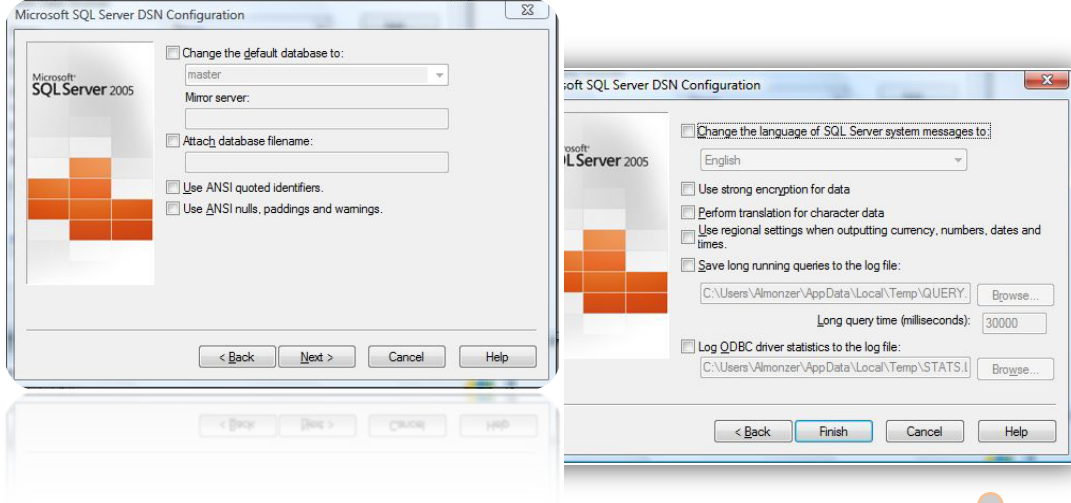 Microsoft SQL Server DSN Configuration
Microsoft
SQL Server 2005
Change the default database to:
master
Mirror server:
Attach database filename:
Use ANSI quoted identifiers.
Use ANSI nulls, paddings and warnings.
< Back Next > Cancel Help
soft SQL Server DSN Configuration
rosoft
L Server 2005
Change the language of SQL Server system messages to:
English
Use strong encryption for data
Perform translation for character data
Use regional settings when outputting currency, numbers, dates and
times.
Save long running queries to the log file:
C:\Users\Almonzer\AppData\Local\Temp\QUERY. Browse...
Long query time (milliseconds): 30000
Log ODBC driver statistics to the log file:
C:\Users\Almonzer\AppData\Local\Temp\STATS.L Browse...
< Back Finish Cancel Help